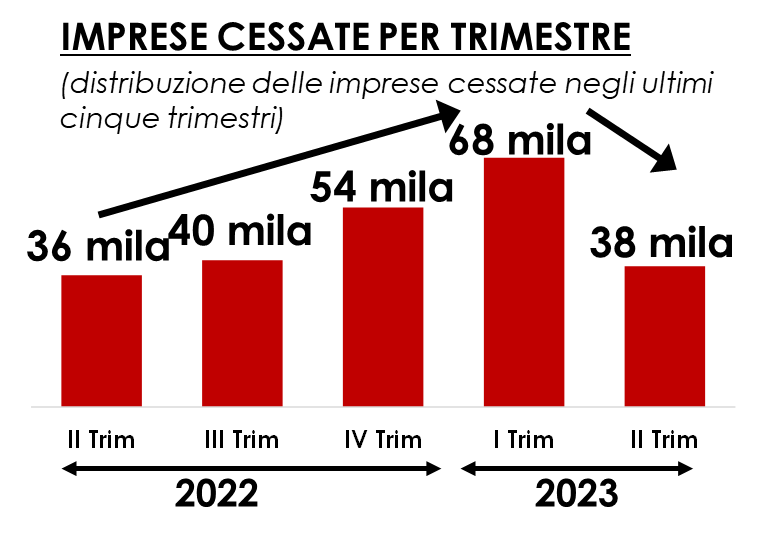 IMPRESE CESSATE PER TRIMESTRE
(distribuzione delle imprese cessate negli ultimi
cinque trimestri)
36 mila
40 mila
54 mila
68 mila
38 mila
II Trim
III Trim
IV Trim
I Trim
II Trim
2022
2023